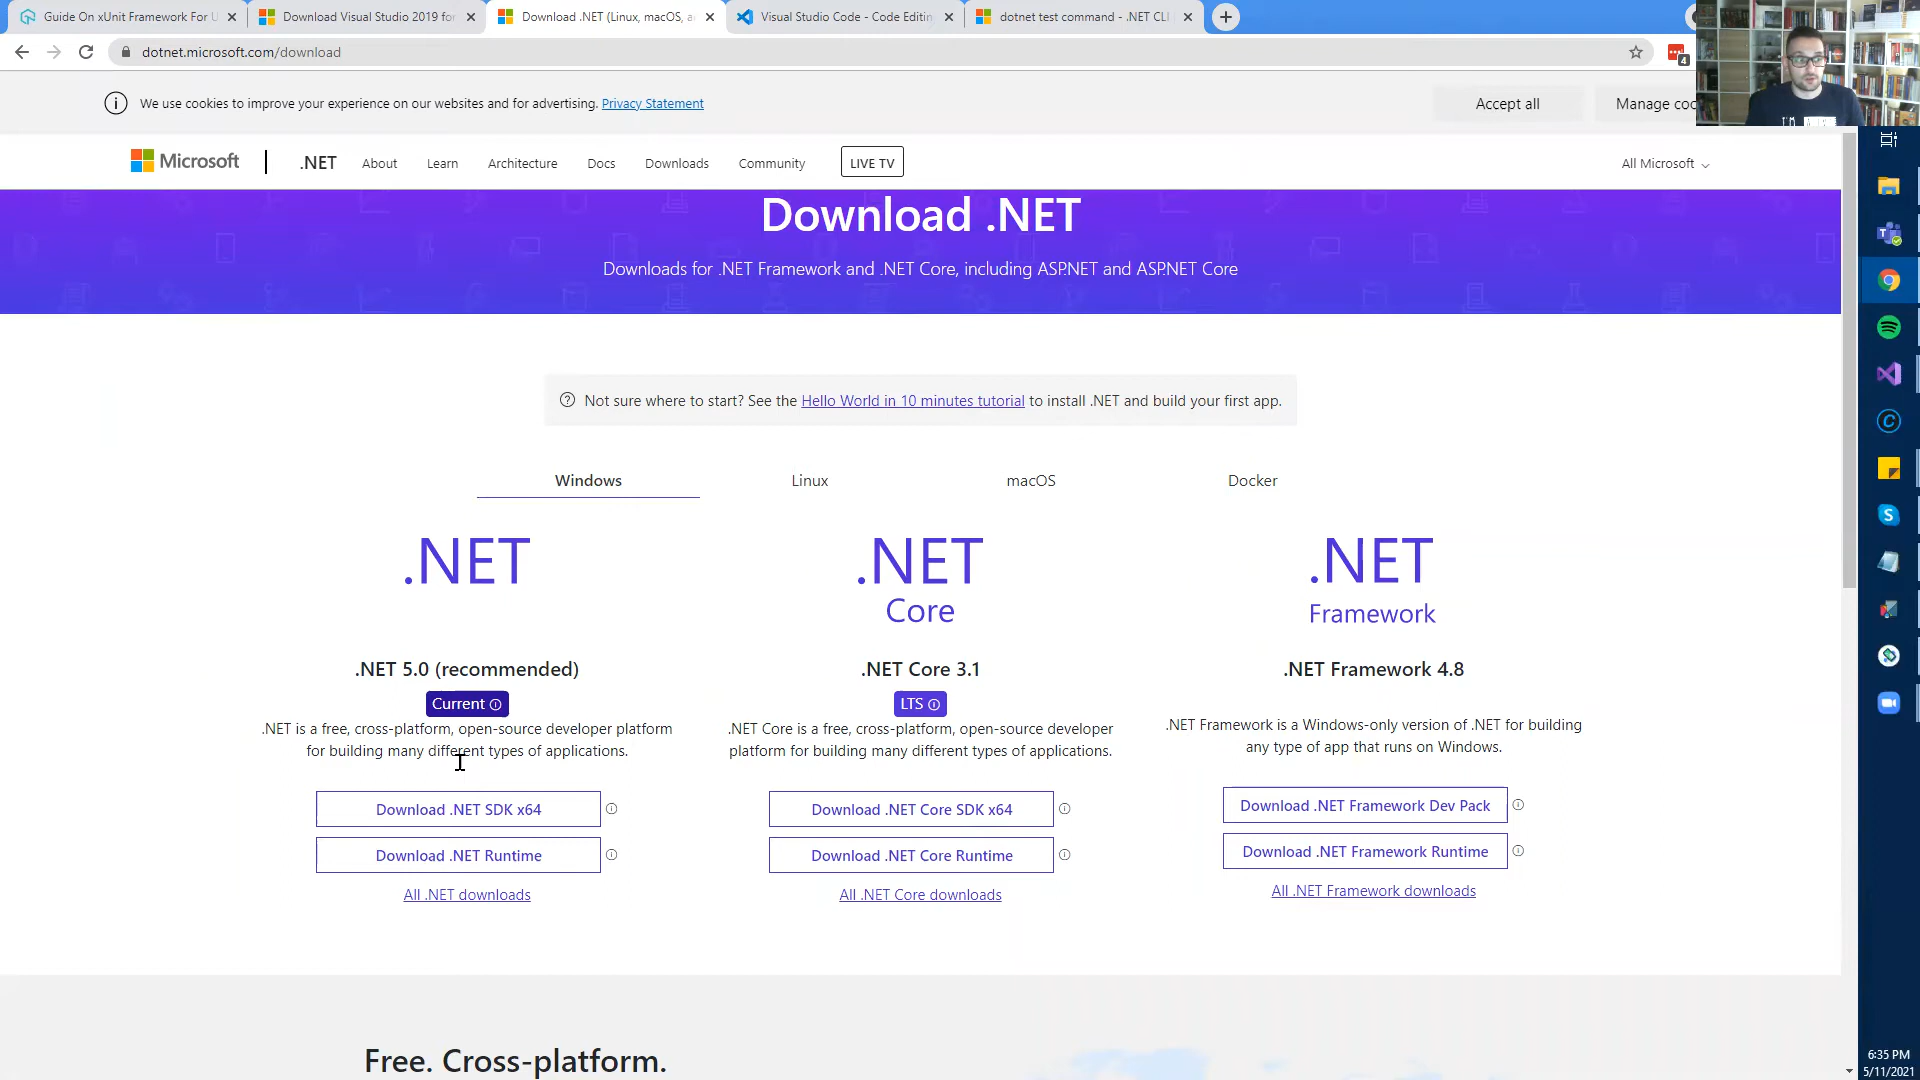 Guide On xUnit Framework For U
Download Visual Studio 2019 for
Download .NET (Linux, macOS, a
Visual Studio Code - Code Editin
dotnet test command - .NET CLI
dotnet.microsoft.com/download
4
We use cookies to improve your experience on our websites and for advertising. Privacy Statement
Accept all
Manage coo
I'M
Microsoft
.NET
About
Learn
Architecture
Docs
Downloads
Community
LIVE TV
All Microsoft
Download .NET
Downloads for .NET Framework and .NET Core, including ASP.NET and ASP.NET Core
Not sure where to start? See the Hello World in 10 minutes tutorial to install .NET and build your first app.
Windows
Linux
macOS
Docker
.NET
.NET 5.0 (recommended)
Current
.NET is a free, cross-platform, open-source developer platform
for building many different types of applications.
Download .NET SDK x64
Download .NET Runtime
All .NET downloads
.NET
Core
.NET Core 3.1
LTS
.NET Core is a free, cross-platform, open-source developer
platform for building many different types of applications.
Download .NET Core SDK x64
Download .NET Core Runtime
All .NET Core downloads
.NET
Framework
.NET Framework 4.8
.NET Framework is a Windows-only version of .NET for building
any type of app that runs on Windows.
Download .NET Framework Dev Pack
Download .NET Framework Runtime
All .NET Framework downloads
Free. Cross-platform.
6:35 PM
5/11/2021